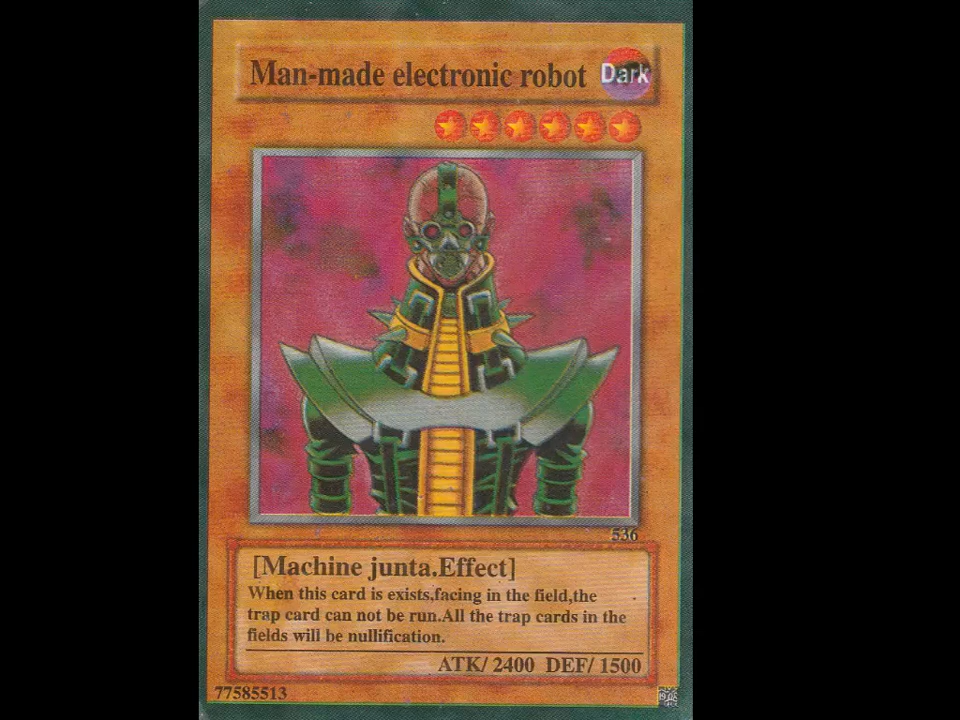 Man-made electronic robot Dark
536
[Machine junta.Effect]
When this card is exists,facing in the field,the
trap card can not be run.All the trap cards in the
fields will be nullification.
ATK/ 2400 DEF/ 1500
77585513